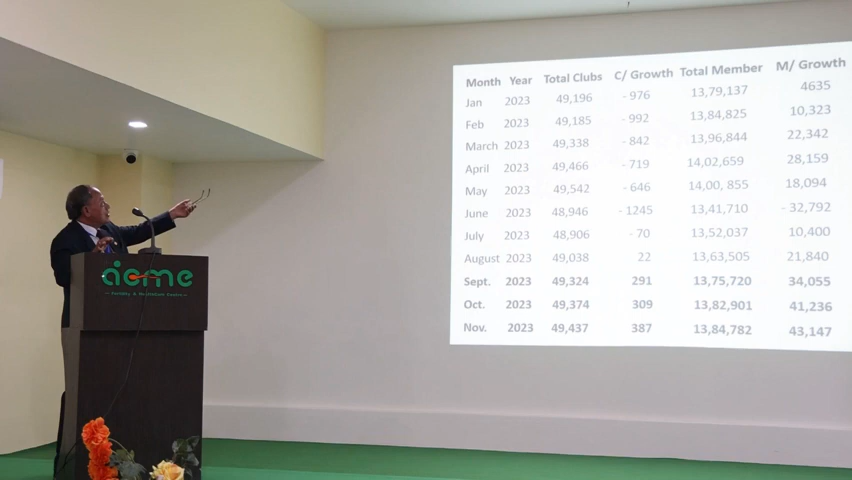 Month Year Total Clubs C/ Growth Total Member M/ Growth
Jan 2023 49,196 - 976 13,79,137 4635
Feb 2023 49,185 - 992 13,84,825 10,323
March 2023 49,338 - 842 13,96,844 22,342
April 2023 49,466 - 719 14,02,659 28,159
May 2023 49,542 - 646 14,00, 855 18,094
June 2023 48,946 - 1245 13,41,710 - 32,792
July 2023 48,906 - 70 13,52,037 10,400
August 2023 49,038 22 13,63,505 21,840
Sept. 2023 49,324 291 13,75,720 34,055
Oct. 2023 49,374 309 13,82,901 41,236
Nov. 2023 49,437 387 13,84,782 43,147
acme